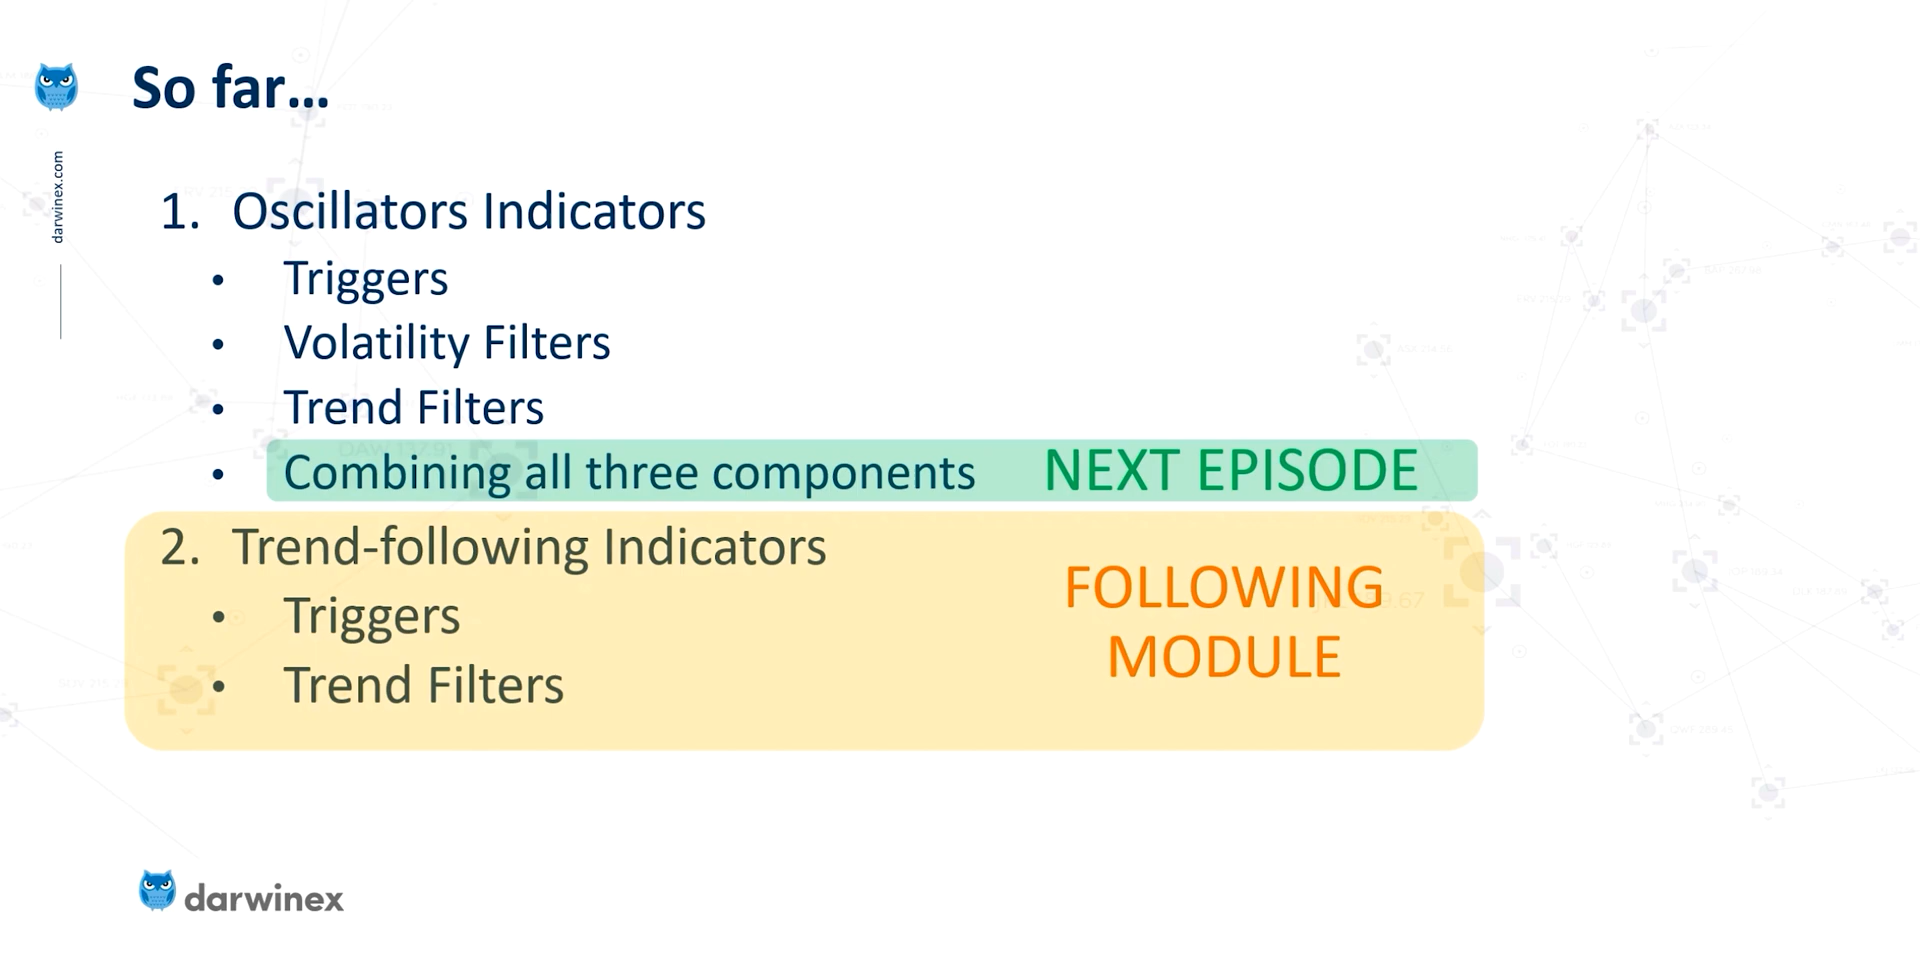 So far...
darwinex.com
1. Oscillators Indicators
• Triggers
• Volatility Filters
• Trend Filters
• Combining all three components NEXT EPISODE
2. Trend-following Indicators
• Triggers
• Trend Filters
FOLLOWING
MODULE
darwinex